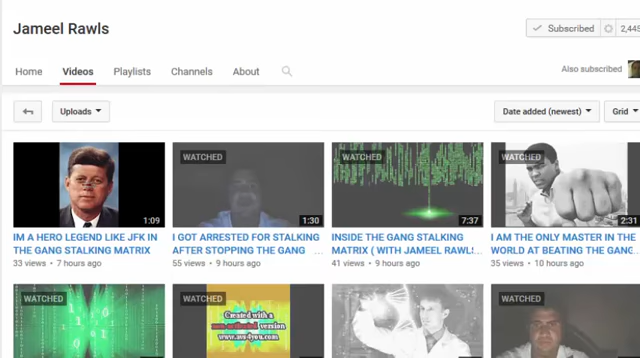 Jameel Rawls
Subscribed
2,449
Home Videos Playlists Channels About
Also subscribed
Uploads
Date added (newest)
Grid
1:09
WATCHED
1:30
WATCHED
7:37
WATCHED
2:31
IM A HERO LEGEND LIKE JFK IN
THE GANG STALKING MATRIX
33 views • 7 hours ago
I GOT ARRESTED FOR STALKING
AFTER STOPPING THE GANG ...
55 views • 9 hours ago
INSIDE THE GANG STALKING
MATRIX ( WITH JAMEEL RAWL...
41 views • 9 hours ago
I AM THE ONLY MASTER IN THE
WORLD AT BEATING THE GANG...
35 views • 10 hours ago
WATCHED
WATCHED
Created with a
version
WATCHED
WATCHED